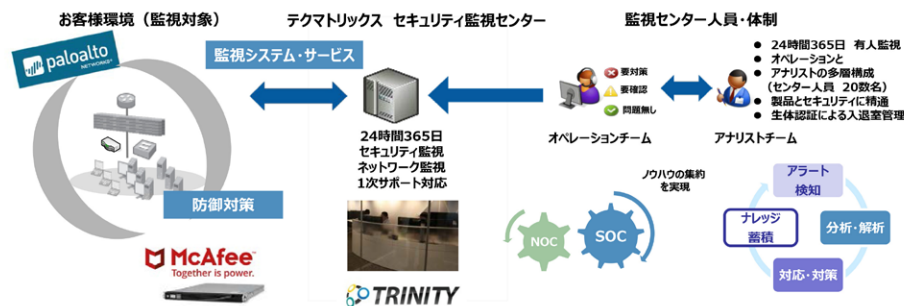 お客様環境（監視対象）
paloalto
NETWORKS
防御対策
McAfee
Together is power.
監視システム・サービス
テクマトリックス セキュリティ監視センター
24時間365日
セキュリティ監視
ネットワーク監視
1次サポート対応
TRINITY
監視センター人員・体制
要対策
要確認
問題無し
オペレーションチーム
アナリストチーム
● 24時間365日 有人監視
● オペレーションと
● アナリストの多層構成
（センター人員 20数名）
● 製品とセキュリティに精通
● 生体認証による入退室管理
ノウハウの集約
を実現
NOC
SOC
アラート
検知
分析・解析
対応・対策
ナレッジ
蓄積